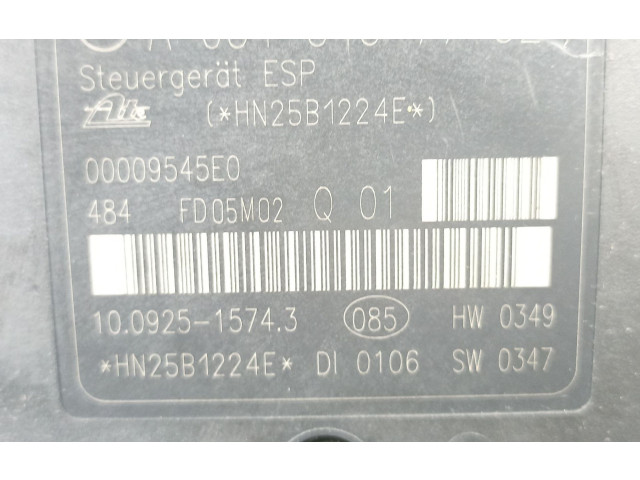 Steuergerät ESP
Ate (*HN25B1224E*)
00009545E0
484 FD05M02 Q 01
10.0925-1574.3 085 HW 0349
*HN25B1224E* DI 0106 SW 0347